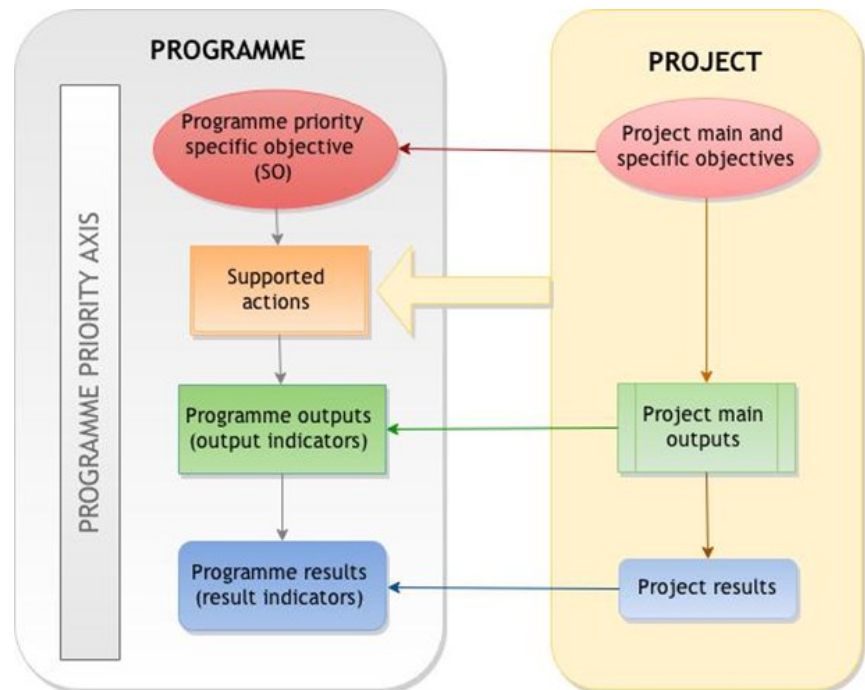 PROGRAMME
PROGRAMME PRIORITY AXIS
Programme priority
specific objective
(SO)
Supported
actions
Programme outputs
(output indicators)
Programme results
(result indicators)
PROJECT
Project main and
specific objectives
Project main
outputs
Project results